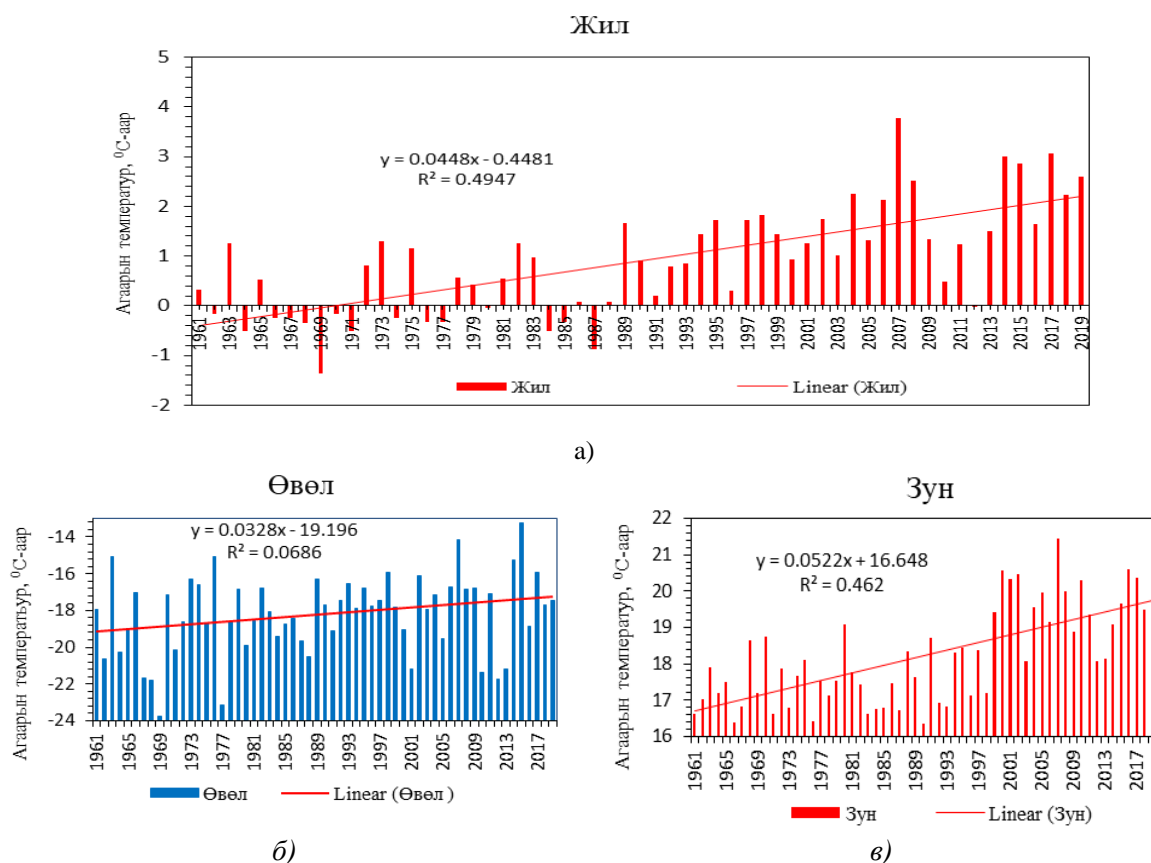 Жил
Агаарын температур, ⁰C-аар
5
4
3
2
1
0
-1
-2
y = 0.0448x - 0.4481
R² = 0.4947
1961 1963 1965 1967 1969 1971 1973 1975 1977 1979 1981 1983 1985 1987 1989 1991 1993 1995 1997 1999 2001 2003 2005 2007 2009 2011 2013 2015 2017 2019
Жил Linear (Жил)
а)
Өвөл
Агаарын температьур, ⁰C-аар
-14
-16
-18
-20
-22
-24
y = 0.0328x - 19.196
R² = 0.0686
1961 1965 1969 1973 1977 1981 1985 1989 1993 1997 2001 2005 2009 2013 2017
Өвөл Linear (Өвөл )
б)
Зун
Агаарын температур, ⁰C-аар
22
21
20
19
18
17
16
y = 0.0522x + 16.648
R² = 0.462
1961 1965 1969 1973 1977 1981 1985 1989 1993 1997 2001 2005 2009 2013 2017
Зун Linear (Зун)
в)